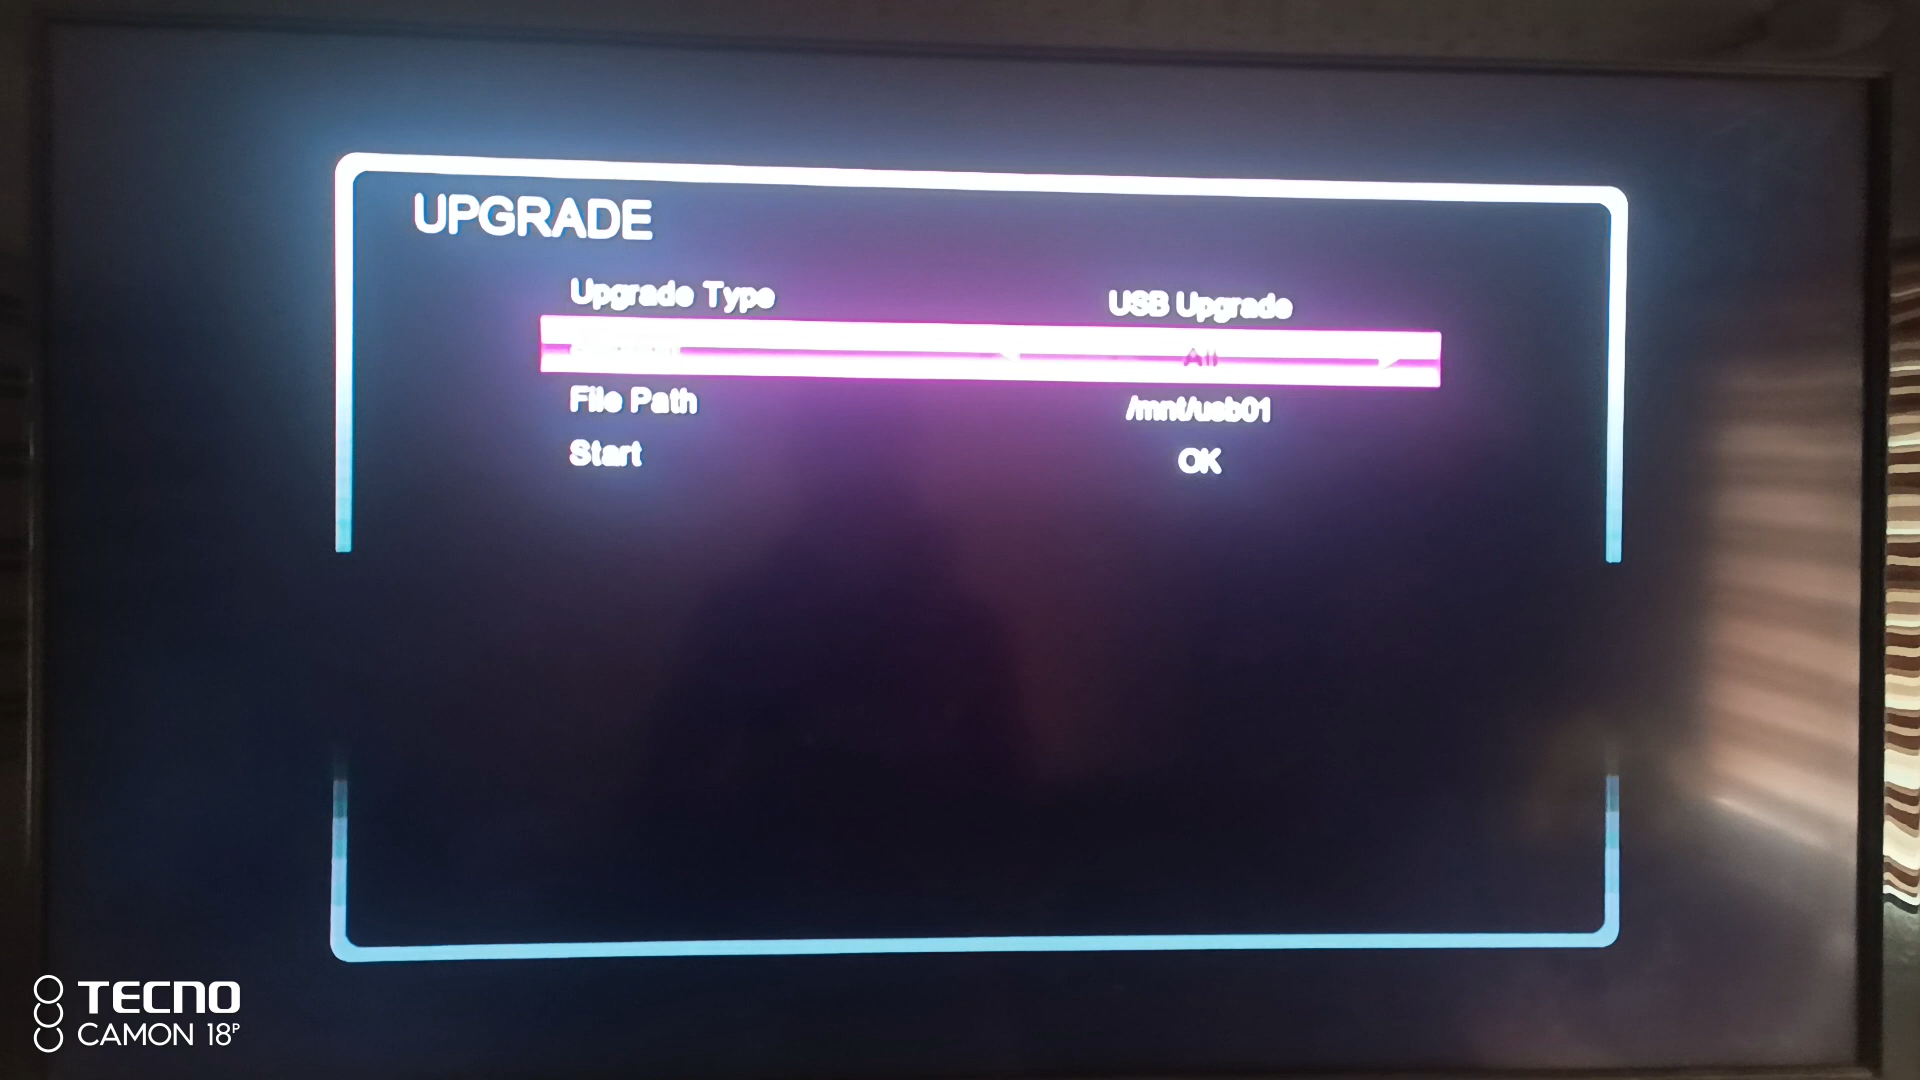 UPGRADE
Upgrade Type USB Upgrade
All
File Path /mnt/usb01
Start OK
TECNO
CAMON 18P